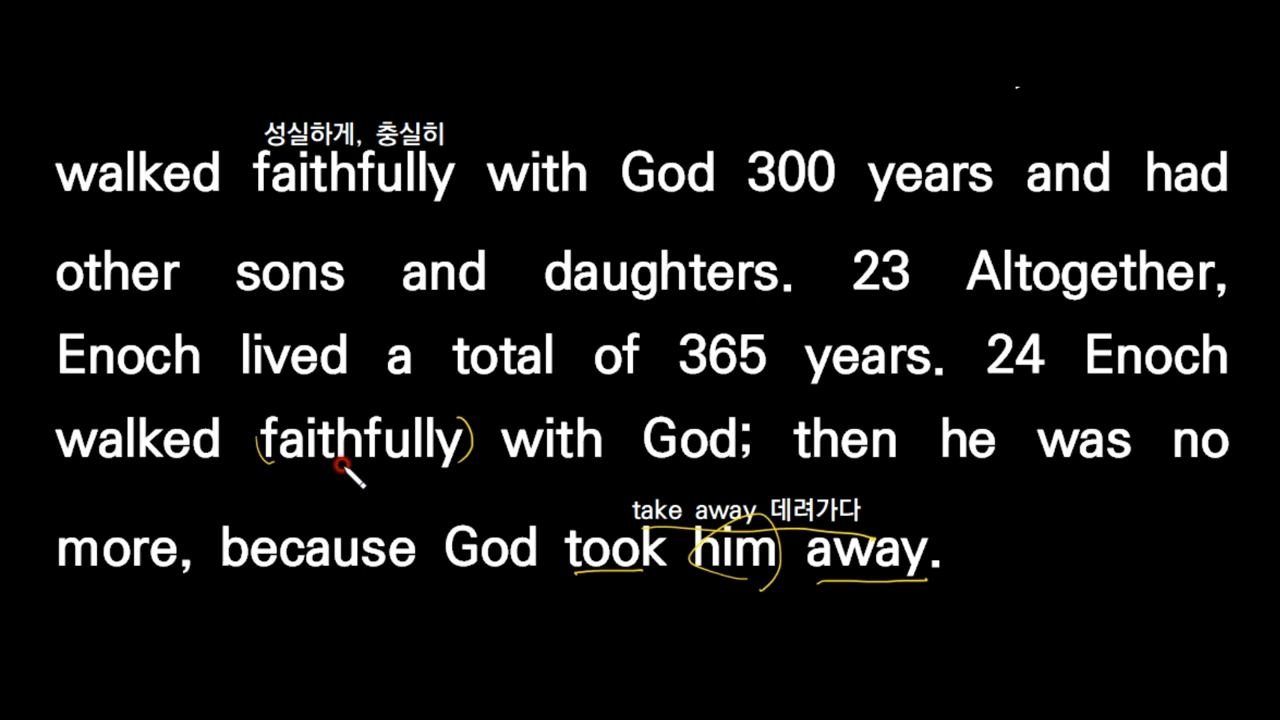 성실하게, 충실히
walked faithfully with God 300 years and had
other sons and daughters. 23 Altogether,
Enoch lived a total of 365 years. 24 Enoch
walked (faithfully) with God; then he was no
take away 데려가다
more, because God took him away.